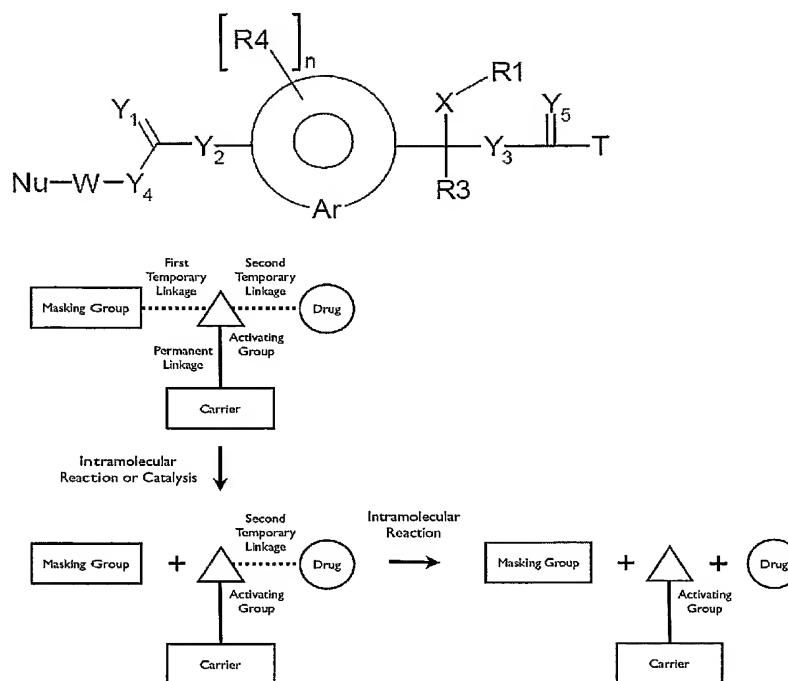 [R4]n
R1
Y1
X
Y5
Y2
Y3
T
Nu-W-Y4
R3
Ar
First Temporary Linkage
Second Temporary Linkage
Masking Group
Drug
Permanent Linkage
Activating Group
Carrier
Intramolecular
Reaction or Catalysis
Second Temporary Linkage
Intramolecular
Reaction
Masking Group
+
Drug
Masking Group
+
+
Drug
Activating Group
Activating Group
Carrier
Carrier